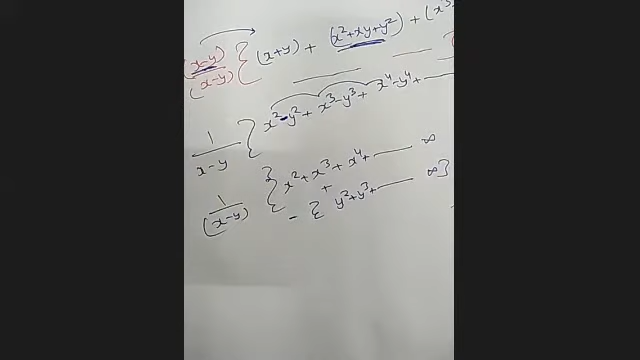 (x-y)/(x-y) { (x+y) + (x²+xy+y²) + (x³
1/(x-y) { x²-y² + x³-y³ + x⁴-y⁴ + ——
1/(x-y) { x²+x³+x⁴+ —— ∞
+
- { y²+y³+ —— ∞ }